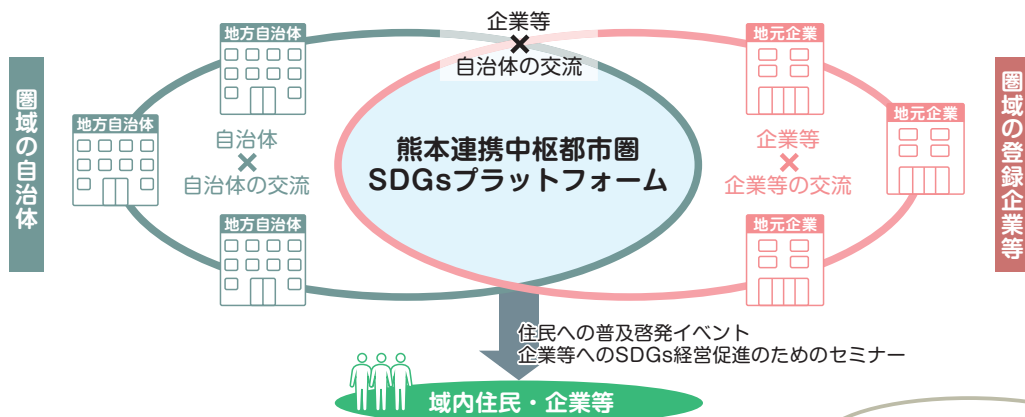 企業等
×
自治体の交流
圏域の自治体
地方自治体
地方自治体
地方自治体
自治体
×
自治体の交流
熊本連携中枢都市圏
SDGsプラットフォーム
企業等
×
企業等の交流
地元企業
地元企業
地元企業
圏域の登録企業等
住民への普及啓発イベント
企業等へのSDGs経営促進のためのセミナー
域内住民・企業等